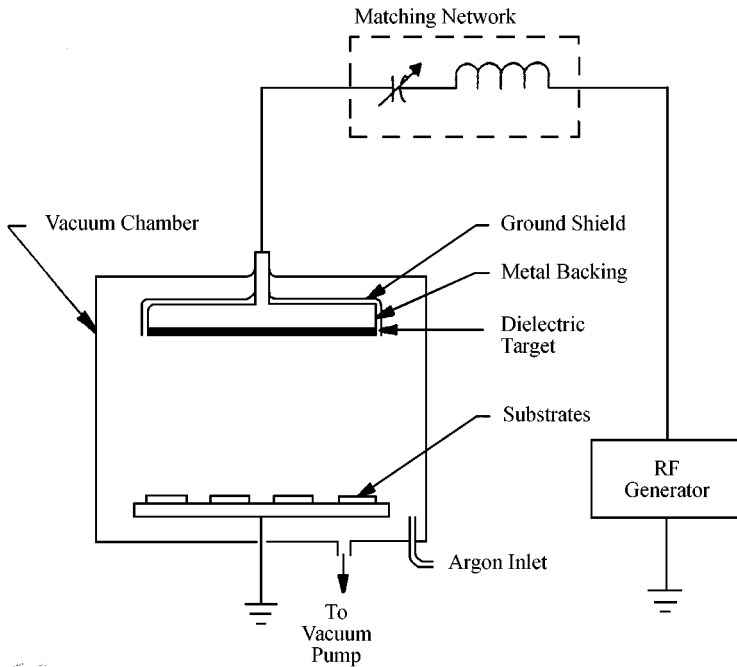 Matching Network
Vacuum Chamber
Ground Shield
Metal Backing
Dielectric
Target
Substrates
RF
Generator
Argon Inlet
To
Vacuum
Pump